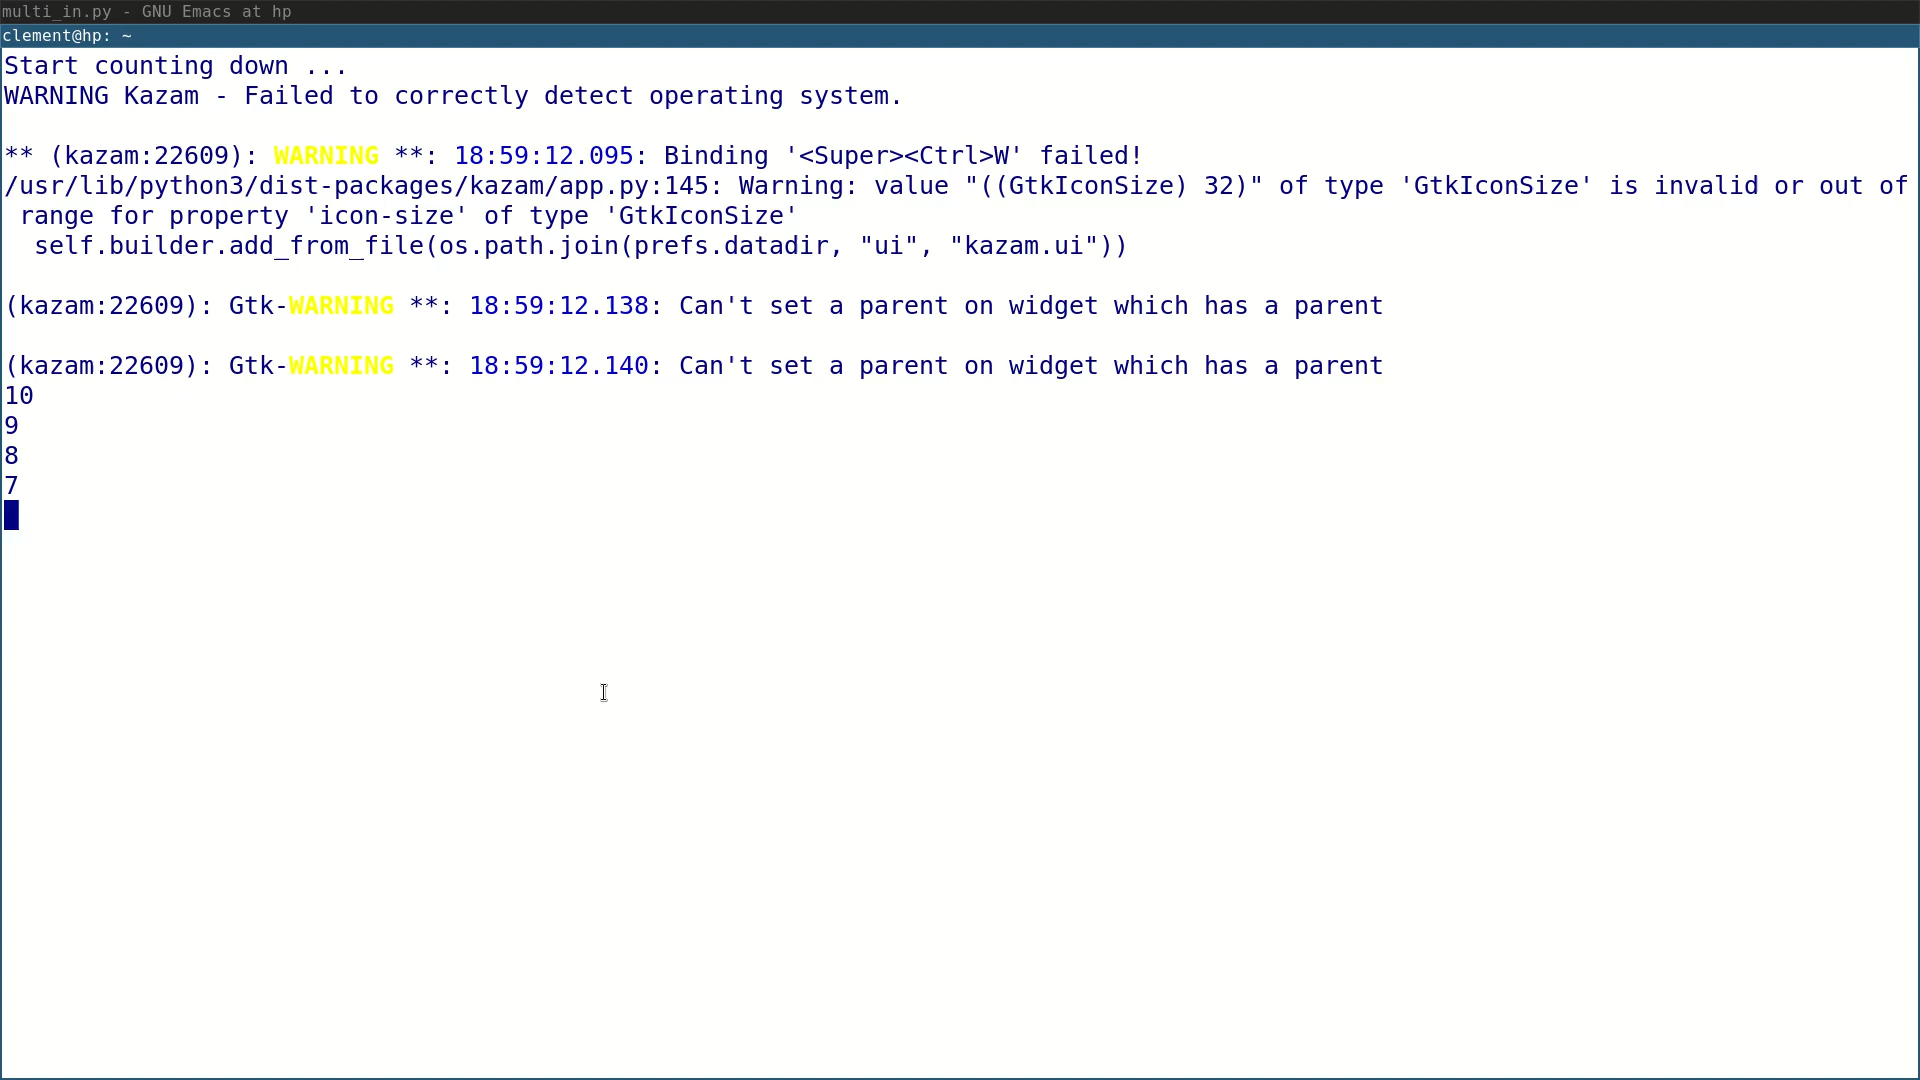 multi_in.py - GNU Emacs at hp
clement@hp: ~
Start counting down ...
WARNING Kazam - Failed to correctly detect operating system.
** (kazam:22609): WARNING **: 18:59:12.095: Binding '<Super><Ctrl>W' failed!
/usr/lib/python3/dist-packages/kazam/app.py:145: Warning: value "((GtkIconSize) 32)" of type 'GtkIconSize' is invalid or out of
 range for property 'icon-size' of type 'GtkIconSize'
  self.builder.add_from_file(os.path.join(prefs.datadir, "ui", "kazam.ui"))
(kazam:22609): Gtk-WARNING **: 18:59:12.138: Can't set a parent on widget which has a parent
(kazam:22609): Gtk-WARNING **: 18:59:12.140: Can't set a parent on widget which has a parent
10
9
8
7